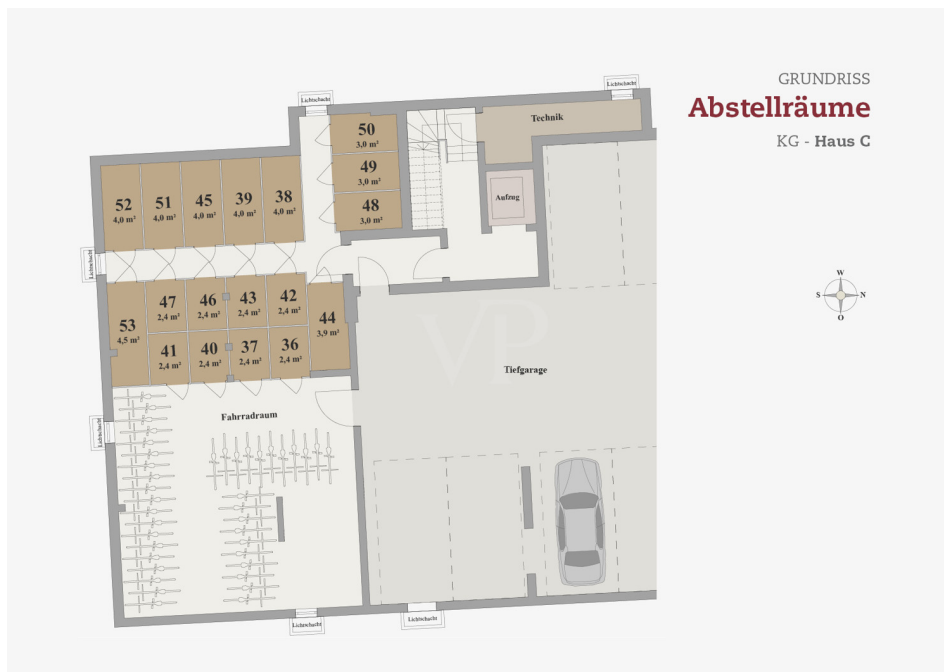 GRUNDRISS
Abstellräume
KG - Haus C
Lichtschacht
Lichtschacht
Technik
50
3,0 m²
49
3,0 m²
48
3,0 m²
Aufzug
52
4,0 m²
51
4,0 m²
45
4,0 m²
39
4,0 m²
38
4,0 m²
Lichtschacht
53
4,5 m²
47
2,4 m²
46
2,4 m²
43
2,4 m²
42
2,4 m²
44
3,9 m²
41
2,4 m²
40
2,4 m²
37
2,4 m²
36
2,4 m²
W
S
N
O
VP
Tiefgarage
Fahrradraum
Lichtschacht
Lichtschacht
Lichtschacht